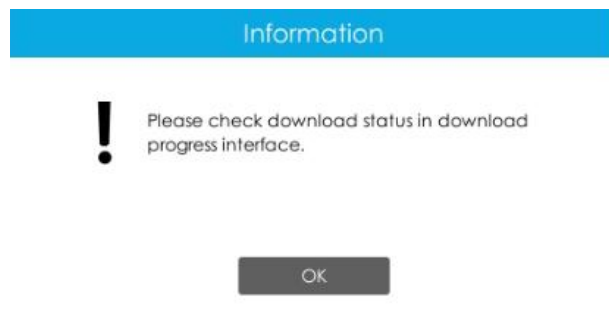 Information
Please check download status in download
progress interface.
OK